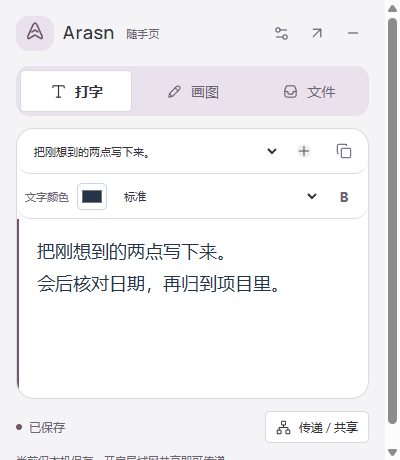 Arasn 随手页
打字 画图 文件
把刚想到的两点写下来。
文字颜色 标准 B
把刚想到的两点写下来。
会后核对日期，再归到项目里。
已保存 传递 / 共享